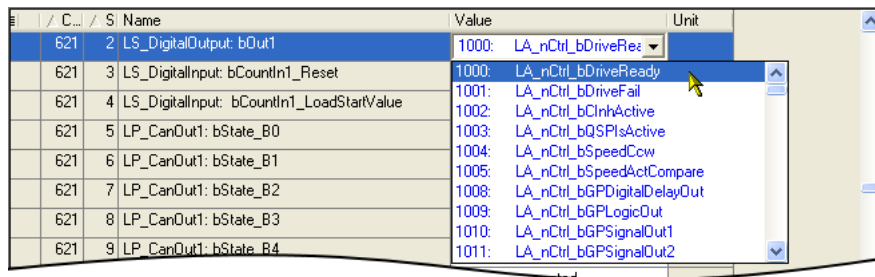 C... S Name Value Unit
621 2 LS_DigitalOutput: bOut1 1000: LA_nCtrl_bDriveRea
621 3 LS_DigitalInput: bCountIn1_Reset 1000: LA_nCtrl_bDriveReady
621 4 LS_DigitalInput: bCountIn1_LoadStartValue 1001: LA_nCtrl_bDriveFail
1002: LA_nCtrl_bCInhActive
621 5 LP_CanOut1: bState_B0 1003: LA_nCtrl_bQSPIsActive
621 6 LP_CanOut1: bState_B1 1004: LA_nCtrl_bSpeedCcw
1005: LA_nCtrl_bSpeedActCompare
621 7 LP_CanOut1: bState_B2 1008: LA_nCtrl_bGPDigitalDelayOut
621 8 LP_CanOut1: bState_B3 1009: LA_nCtrl_bGPLogicOut
1010: LA_nCtrl_bGPSignalOut1
621 9 LP_CanOut1: bState_B4 1011: LA_nCtrl_bGPSignalOut2